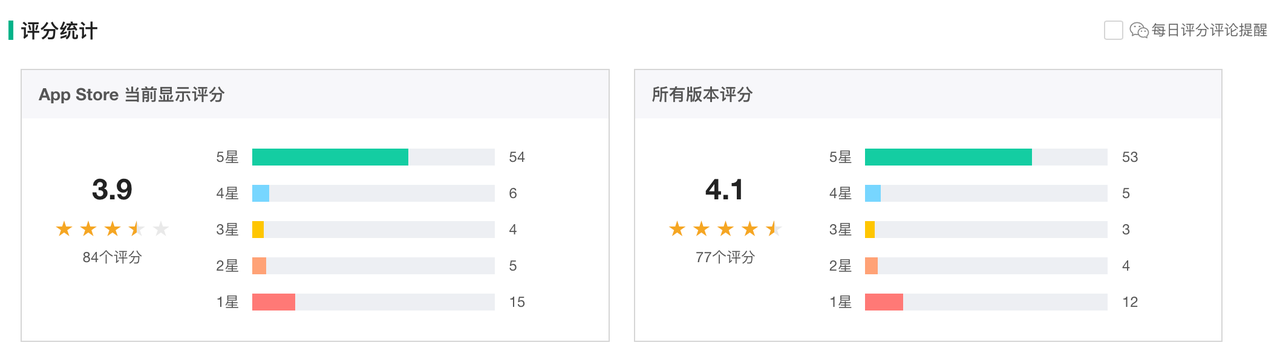 评分统计
每日评分评论提醒
App Store 当前显示评分
3.9
84个评分
5星 54
4星 6
3星 4
2星 5
1星 15
所有版本评分
4.1
77个评分
5星 53
4星 5
3星 3
2星 4
1星 12